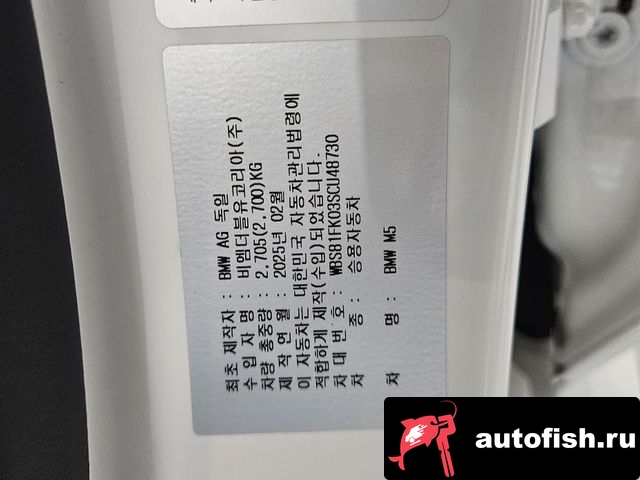 최초 제작자 : BMW AG 독일
수 입 자 명 : 비엠더블유코리아(주)
차량 총중량 : 2,705(2,700)KG
제 작 연 월 : 2025년 02월
이 자동차는 대한민국 자동차관리법령에
적합하게 제작(수입)되었습니다.
차 대 번 호 : WBS81FK03SCU48730
차 종 : 승용자동차
차 명 : BMW M5
autofish.ru